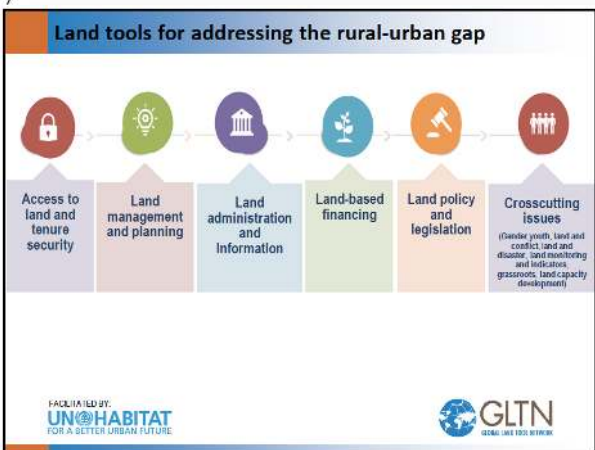 )
Land tools for addressing the rural-urban gap
Access to
land and
tenure
security
Land
management
and planning
Land
administration
and
Information
Land-based
financing
Land policy
and
legislation
Crosscutting
issues
(Gender youth, land and
conflict, land and
disaster, land monitoring
and indicators,
grassroots, land capacity
development)
FACILITATED BY:
UN HABITAT
FOR A BETTER URBAN FUTURE
GLTN
GLOBAL LAND TOOL NETWORK